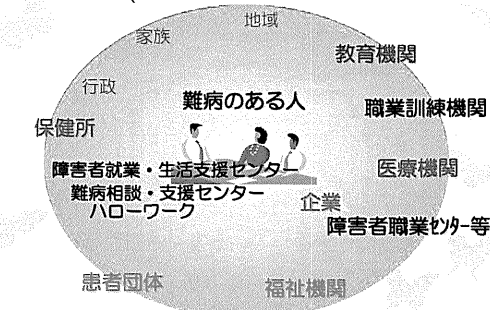 地域
家族
教育機関
行政
難病のある人
職業訓練機関
保健所
障害者就業・生活支援センター
医療機関
難病相談・支援センター
企業
ハローワーク
障害者職業センター等
患者団体
福祉機関